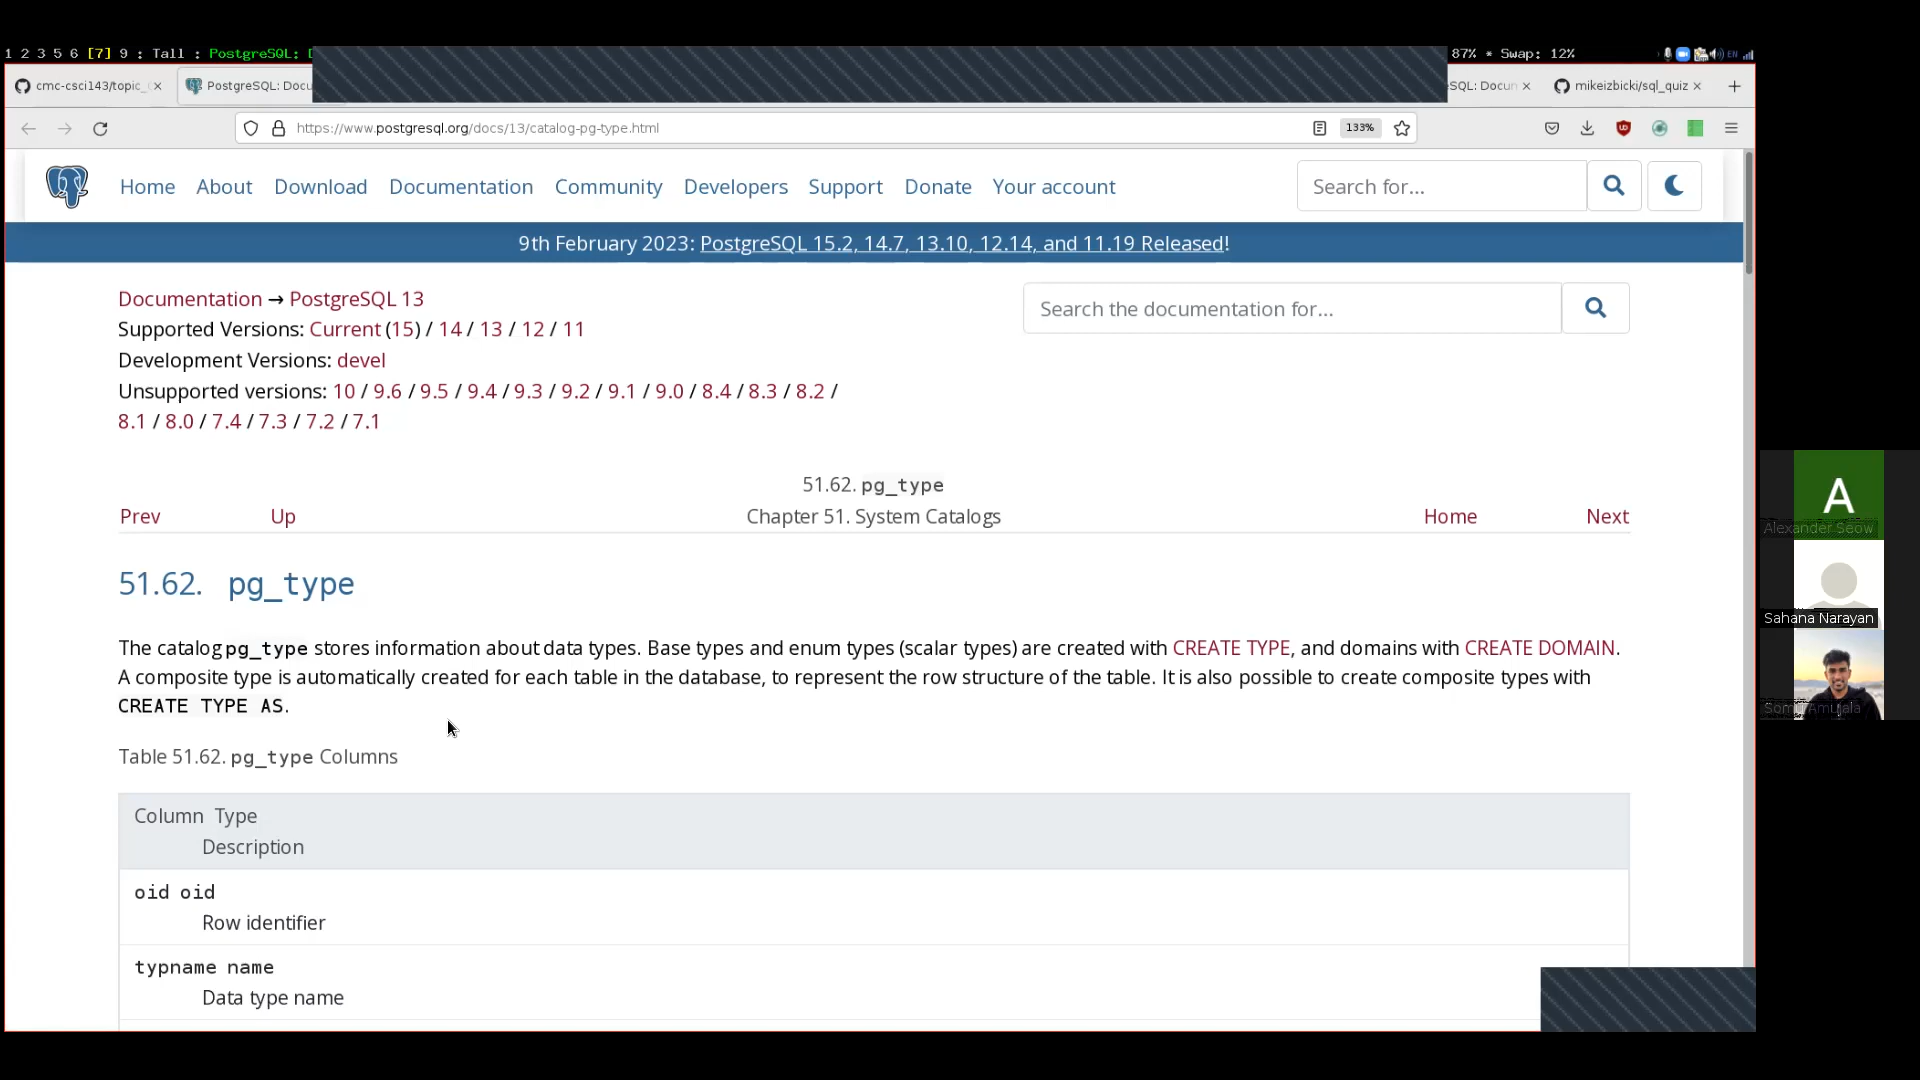 1 2 3 5 6 [7] 9 : Tall : PostgreSQL:
87% * Swap: 12%
EN
cmc-csci143/topic_
PostgreSQL: Docu
SQL: Docun
mikeizbicki/sql_quiz
https://www.postgresql.org/docs/13/catalog-pg-type.html
133%
Home About Download Documentation Community Developers Support Donate Your account
Search for...
9th February 2023: PostgreSQL 15.2, 14.7, 13.10, 12.14, and 11.19 Released!
Documentation → PostgreSQL 13
Search the documentation for...
Supported Versions: Current (15) / 14 / 13 / 12 / 11
Development Versions: devel
Unsupported versions: 10 / 9.6 / 9.5 / 9.4 / 9.3 / 9.2 / 9.1 / 9.0 / 8.4 / 8.3 / 8.2 /
8.1 / 8.0 / 7.4 / 7.3 / 7.2 / 7.1
51.62. pg_type
Prev Up Chapter 51. System Catalogs Home Next
51.62. pg_type
The catalog pg_type stores information about data types. Base types and enum types (scalar types) are created with CREATE TYPE, and domains with CREATE DOMAIN.
A composite type is automatically created for each table in the database, to represent the row structure of the table. It is also possible to create composite types with
CREATE TYPE AS.
Table 51.62. pg_type Columns
Column Type
Description
oid oid
Row identifier
typname name
Data type name
A
Alexander Seow
Sahana Narayan